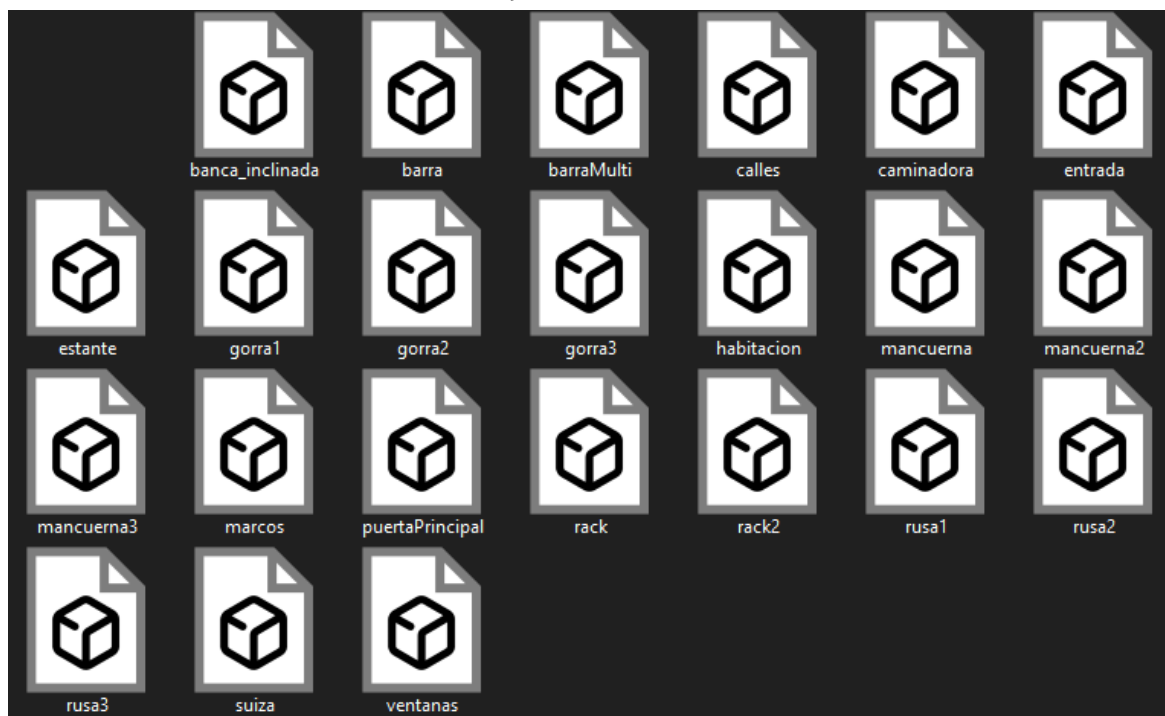 banca_inclinada barra barraMulti calles caminadora entrada
estante gorra1 gorra2 gorra3 habitacion mancuerna mancuerna2
mancuerna3 marcos puertaPrincipal rack rack2 rusa1 rusa2
rusa3 suiza ventanas